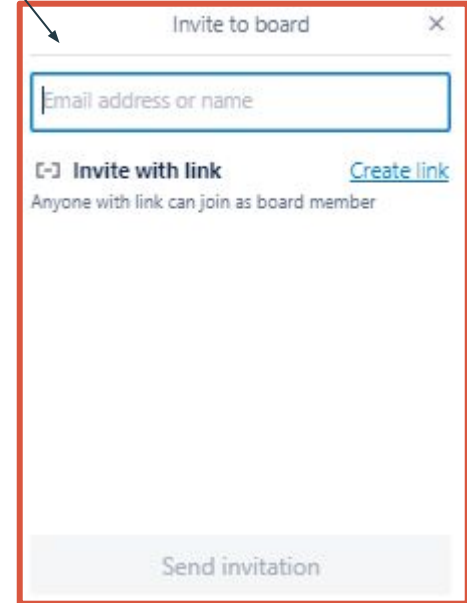 Invite to board
Email address or name
Invite with link Create link
Anyone with link can join as board member
Send invitation